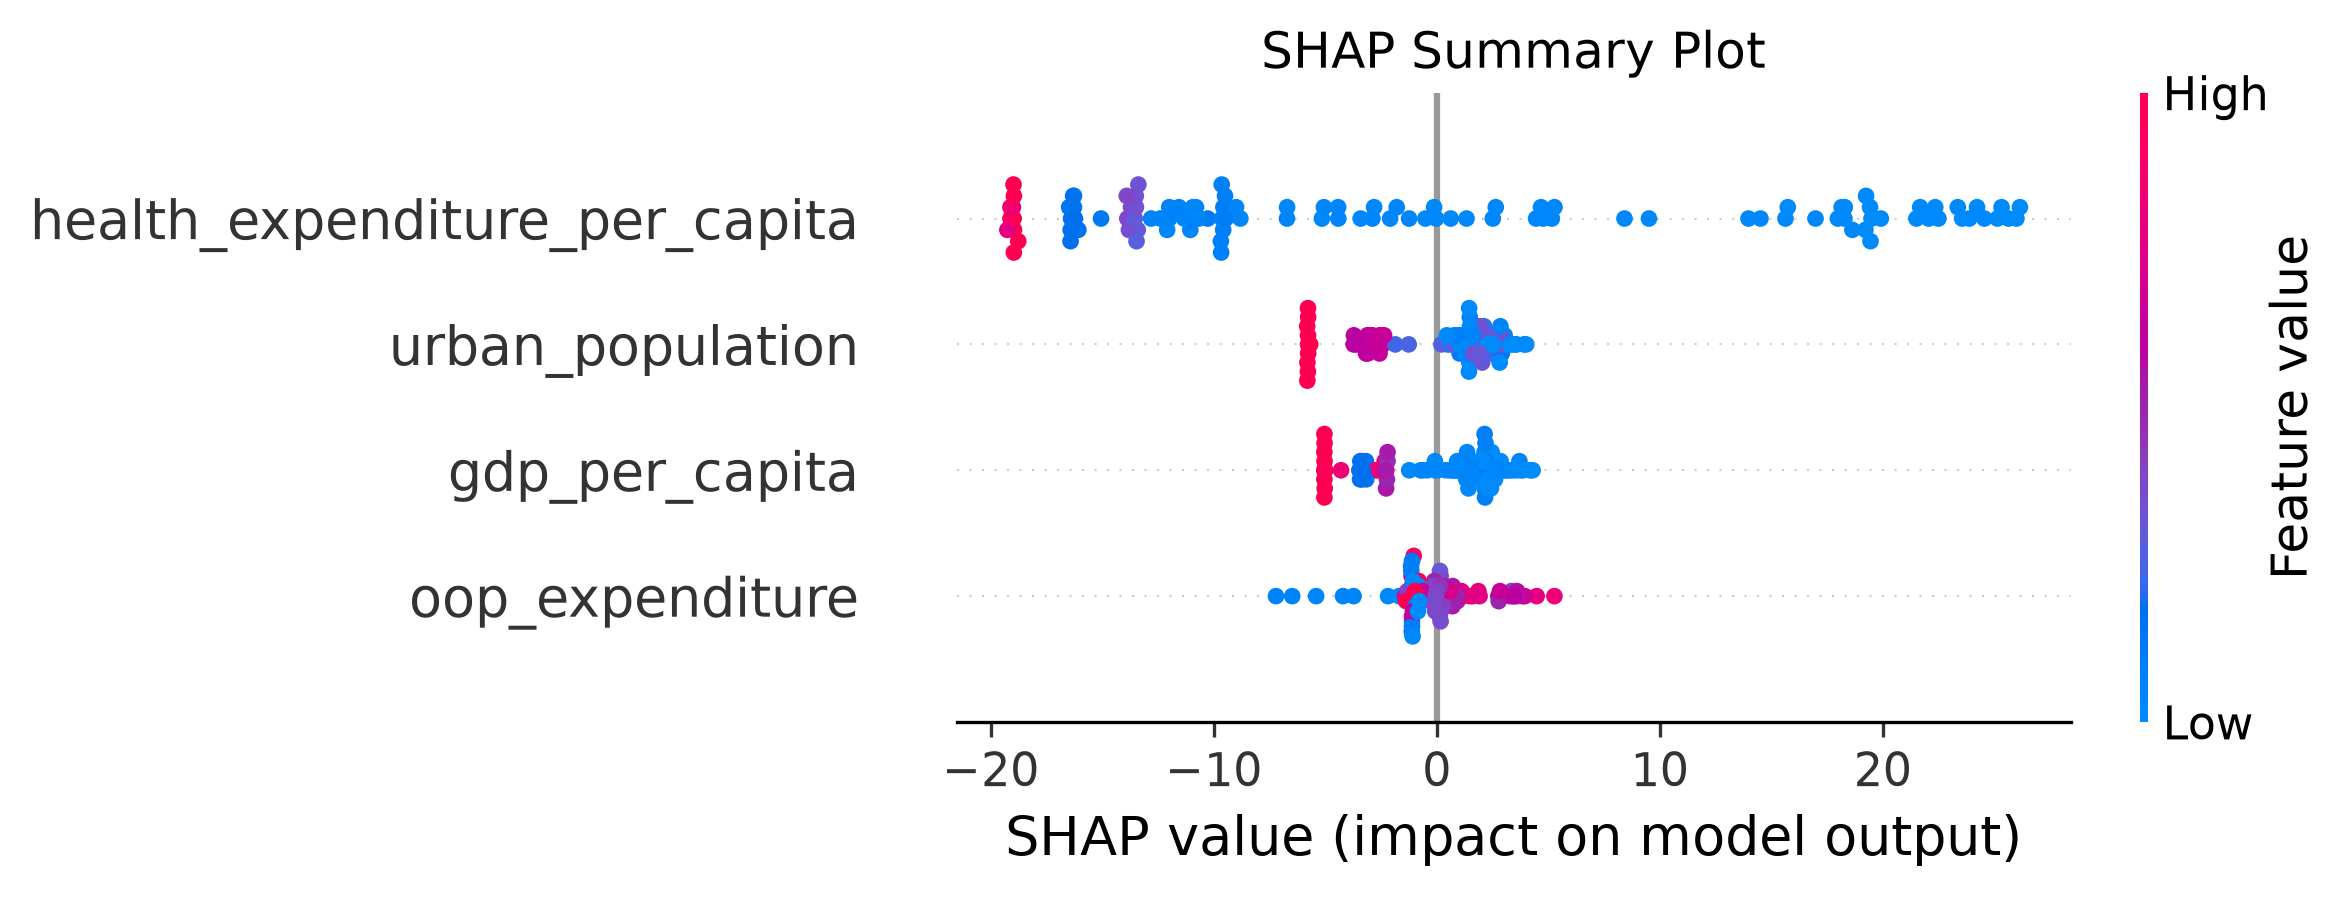 SHAP Summary Plot
High
health_expenditure_per_capita
urban_population
gdp_per_capita
oop_expenditure
Feature value
Low
−20 −10 0 10 20
SHAP value (impact on model output)